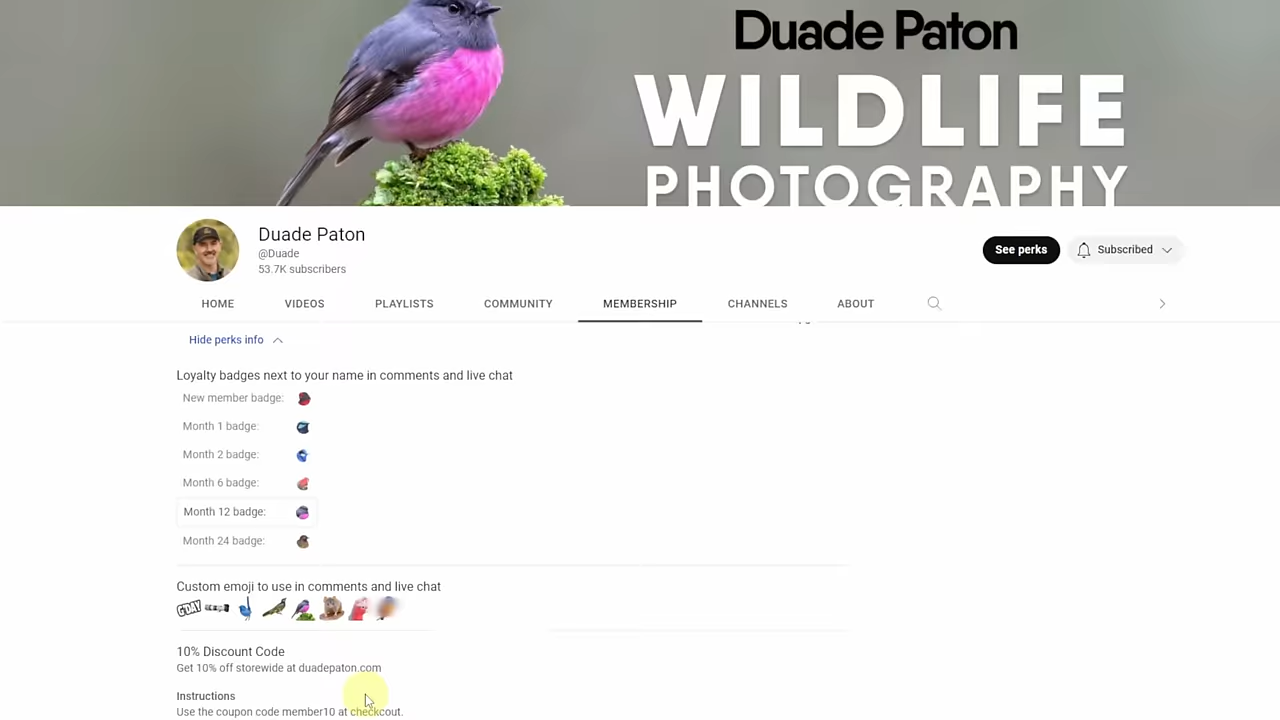 Duade Paton
WILDLIFE
PHOTOGRAPHY
Duade Paton
@Duade
53.7K subscribers
See perks
Subscribed
HOME VIDEOS PLAYLISTS COMMUNITY MEMBERSHIP CHANNELS ABOUT
Hide perks info
Loyalty badges next to your name in comments and live chat
New member badge:
Month 1 badge:
Month 2 badge:
Month 6 badge:
Month 12 badge:
Month 24 badge:
Custom emoji to use in comments and live chat
G'DAY
10% Discount Code
Get 10% off storewide at duadepaton.com
Instructions
Use the coupon code member10 at checkcout.